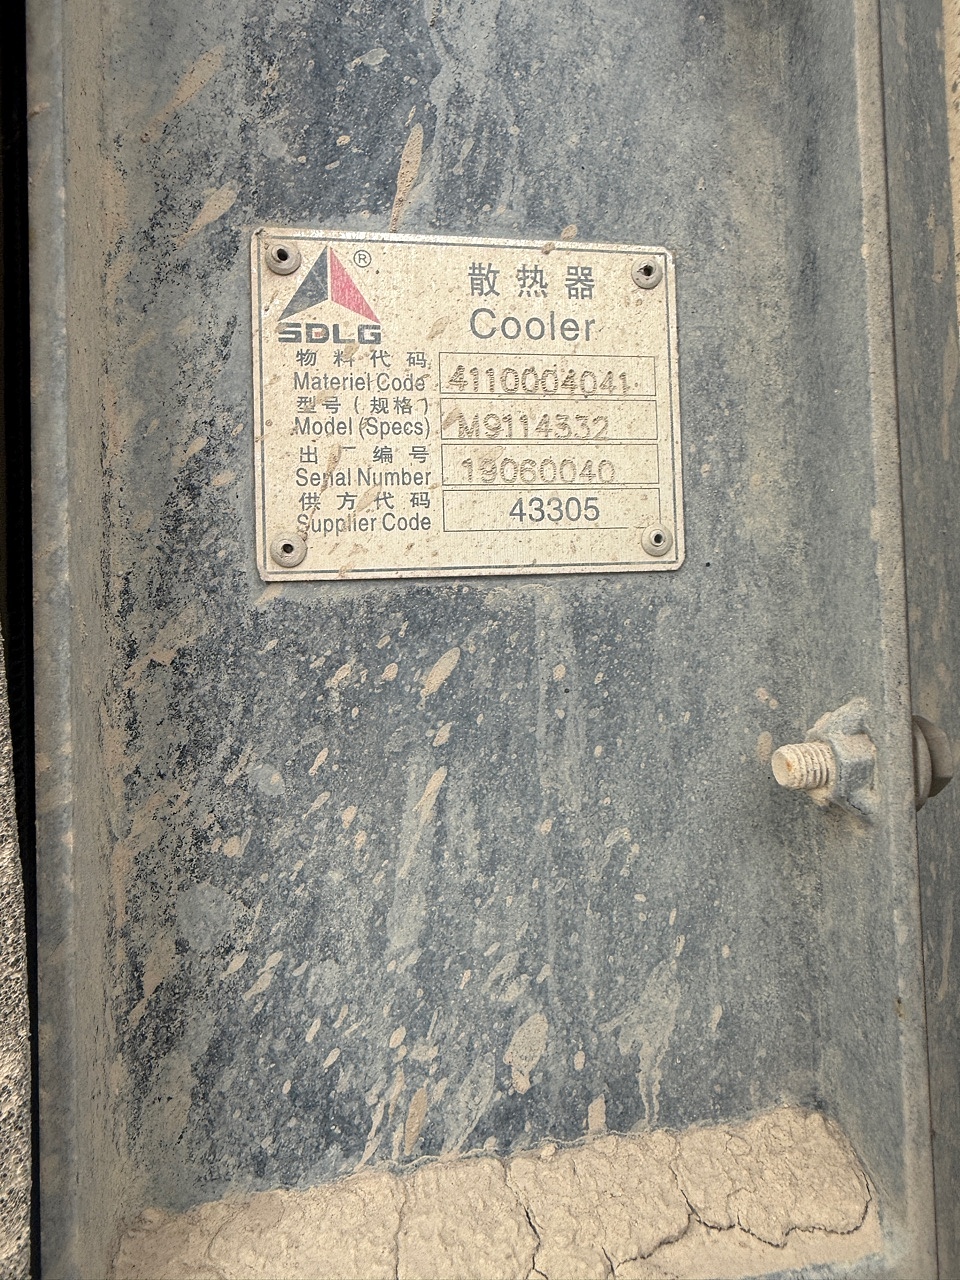 ®
SDLG
散热器
Cooler
物料代码
Materiel Code 4110004041
型号(规格)
Model (Specs) M9114332
出厂编号
Serial Number 19060040
供方代码
Supplier Code 43305